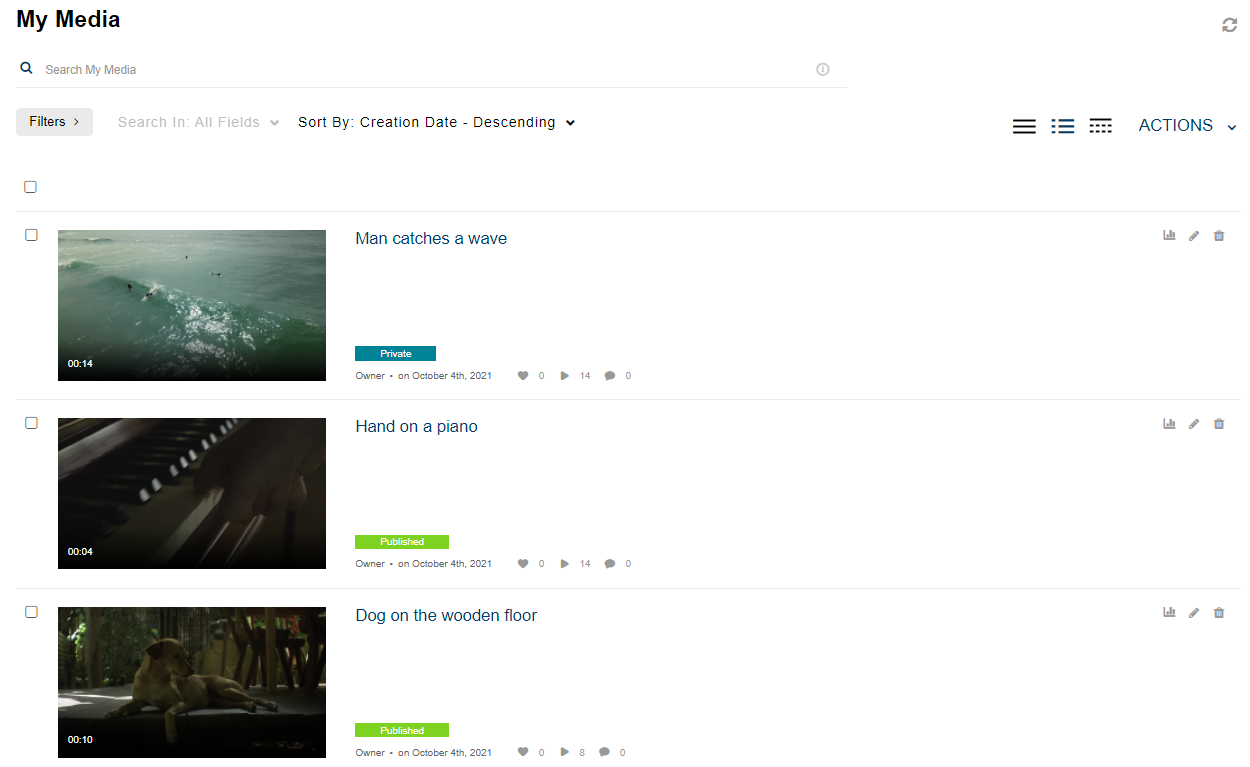 My Media
Search My Media
Filters
Search In: All Fields
Sort By: Creation Date - Descending
ACTIONS
Man catches a wave
00:14
Private
Owner • on October 4th, 2021 0 14 0
Hand on a piano
00:04
Published
Owner • on October 4th, 2021 0 14 0
Dog on the wooden floor
00:10
Published
Owner • on October 4th, 2021 0 8 0